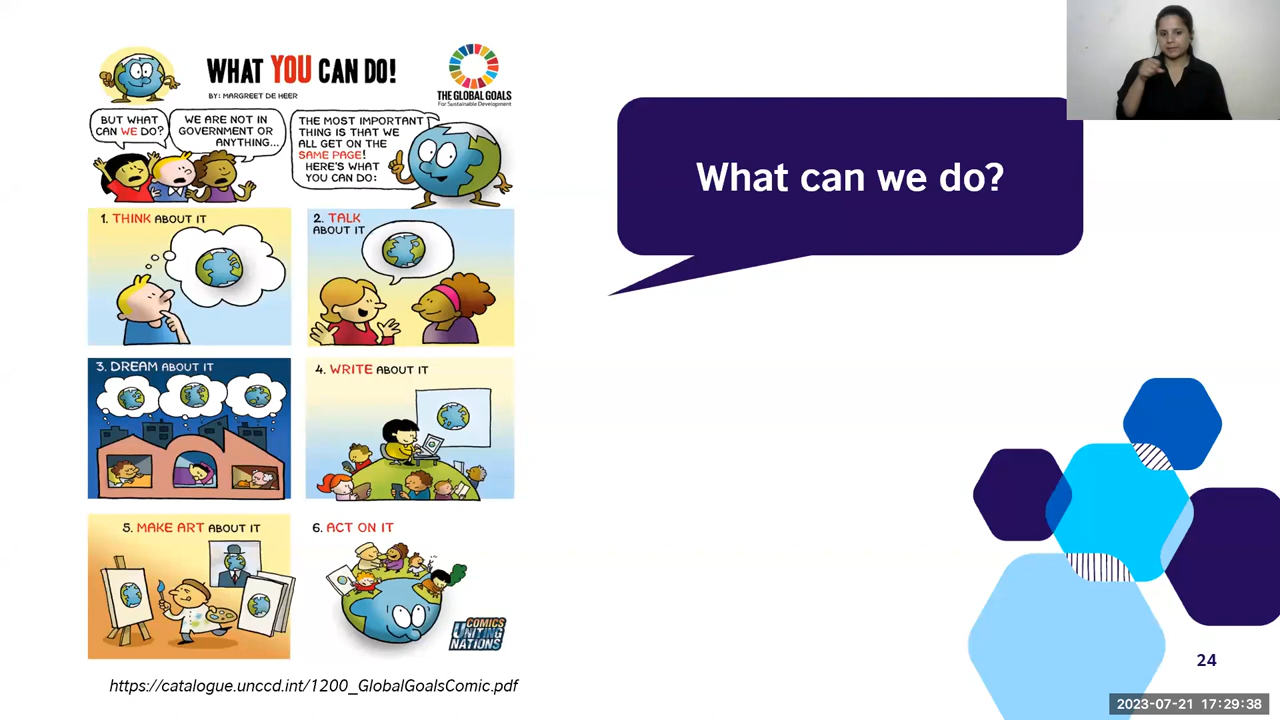 WHAT YOU CAN DO!
BY: MARGREET DE HEER
THE GLOBAL GOALS
For Sustainable Development
BUT WHAT
CAN WE DO?
WE ARE NOT IN
GOVERNMENT OR
ANYTHING...
THE MOST IMPORTANT
THING IS THAT WE
ALL GET ON THE
SAME PAGE!
HERE'S WHAT
YOU CAN DO:
1. THINK ABOUT IT
2. TALK
ABOUT IT
3. DREAM ABOUT IT
4. WRITE ABOUT IT
5. MAKE ART ABOUT IT
6. ACT ON IT
COMICS
UNITING
NATIONS
https://catalogue.unccd.int/1200_GlobalGoalsComic.pdf
What can we do?
24
2023-07-21 17:29:38